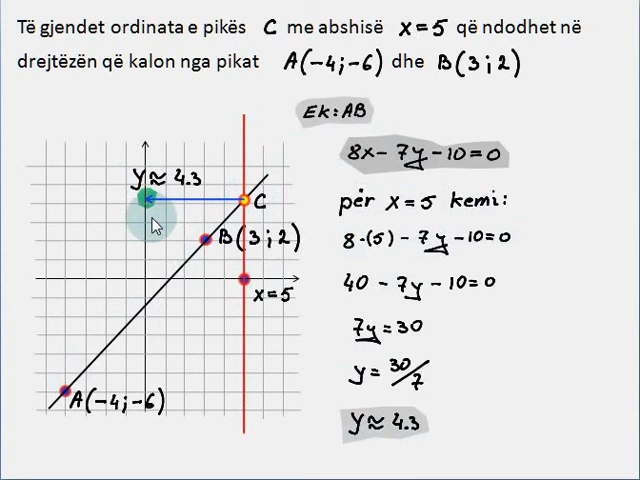 Të gjendet ordinata e pikës C me abshisë x=5 që ndodhet në
drejtëzën që kalon nga pikat A(-4;-6) dhe B(3;2)
Ek:AB
8x-7y-10=0
y≈4.3
C
për x=5 kemi:
B(3;2)
8·(5)-7y-10=0
x=5
40-7y-10=0
7y=30
y=30/7
A(-4;-6)
y≈4.3